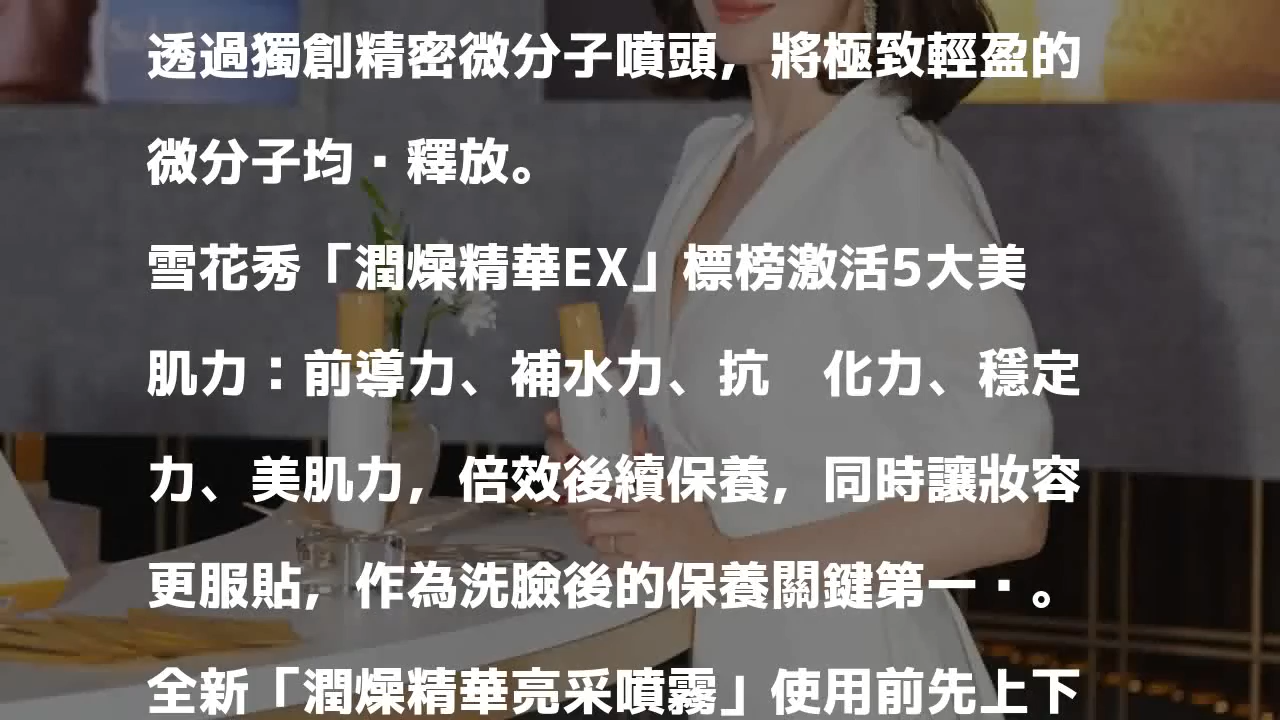 透過獨創精密微分子噴頭，將極致輕盈的
微分子均·釋放。
雪花秀「潤燥精華EX」標榜激活5大美
肌力：前導力、補水力、抗　化力、穩定
力、美肌力，倍效後續保養，同時讓妝容
更服貼，作為洗臉後的保養關鍵第一·。
全新「潤燥精華亮采噴霧」使用前先上下